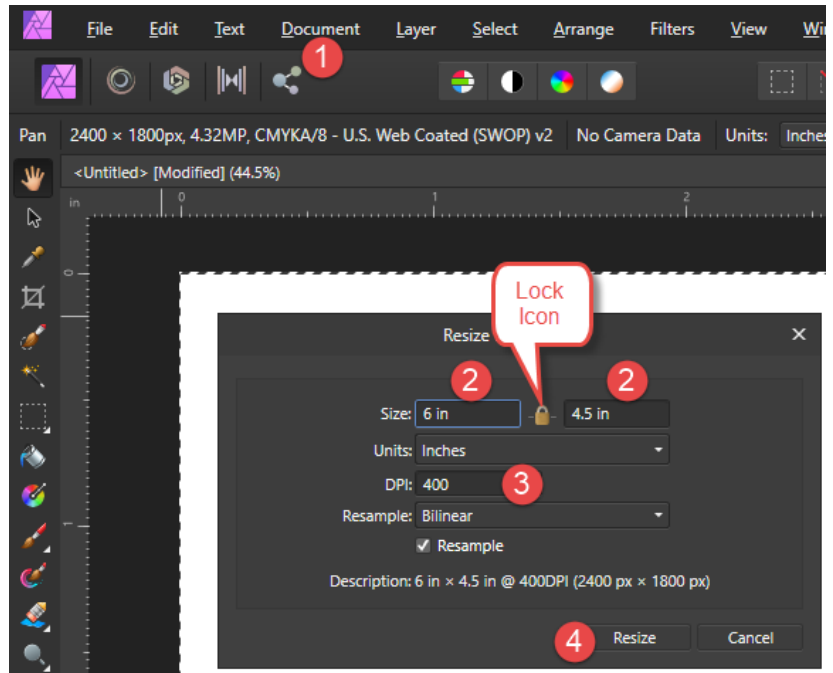 File Edit Text Document Layer Select Arrange Filters View
1
Pan 2400 × 1800px, 4.32MP, CMYKA/8 - U.S. Web Coated (SWOP) v2 No Camera Data Units: Inches
<Untitled> [Modified] (44.5%)
in 0 1 2
0
Lock
Icon
Resize
2 2
Size: 6 in 4.5 in
Units: Inches
DPI: 400 3
Resample: Bilinear
Resample
1
Description: 6 in × 4.5 in @ 400DPI (2400 px × 1800 px)
4 Resize Cancel